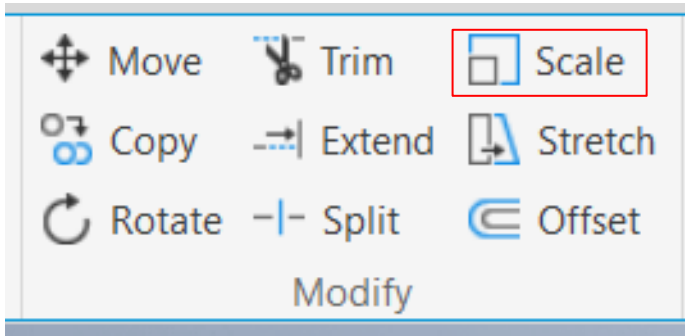 Move Trim Scale
Copy Extend Stretch
Rotate Split Offset
Modify